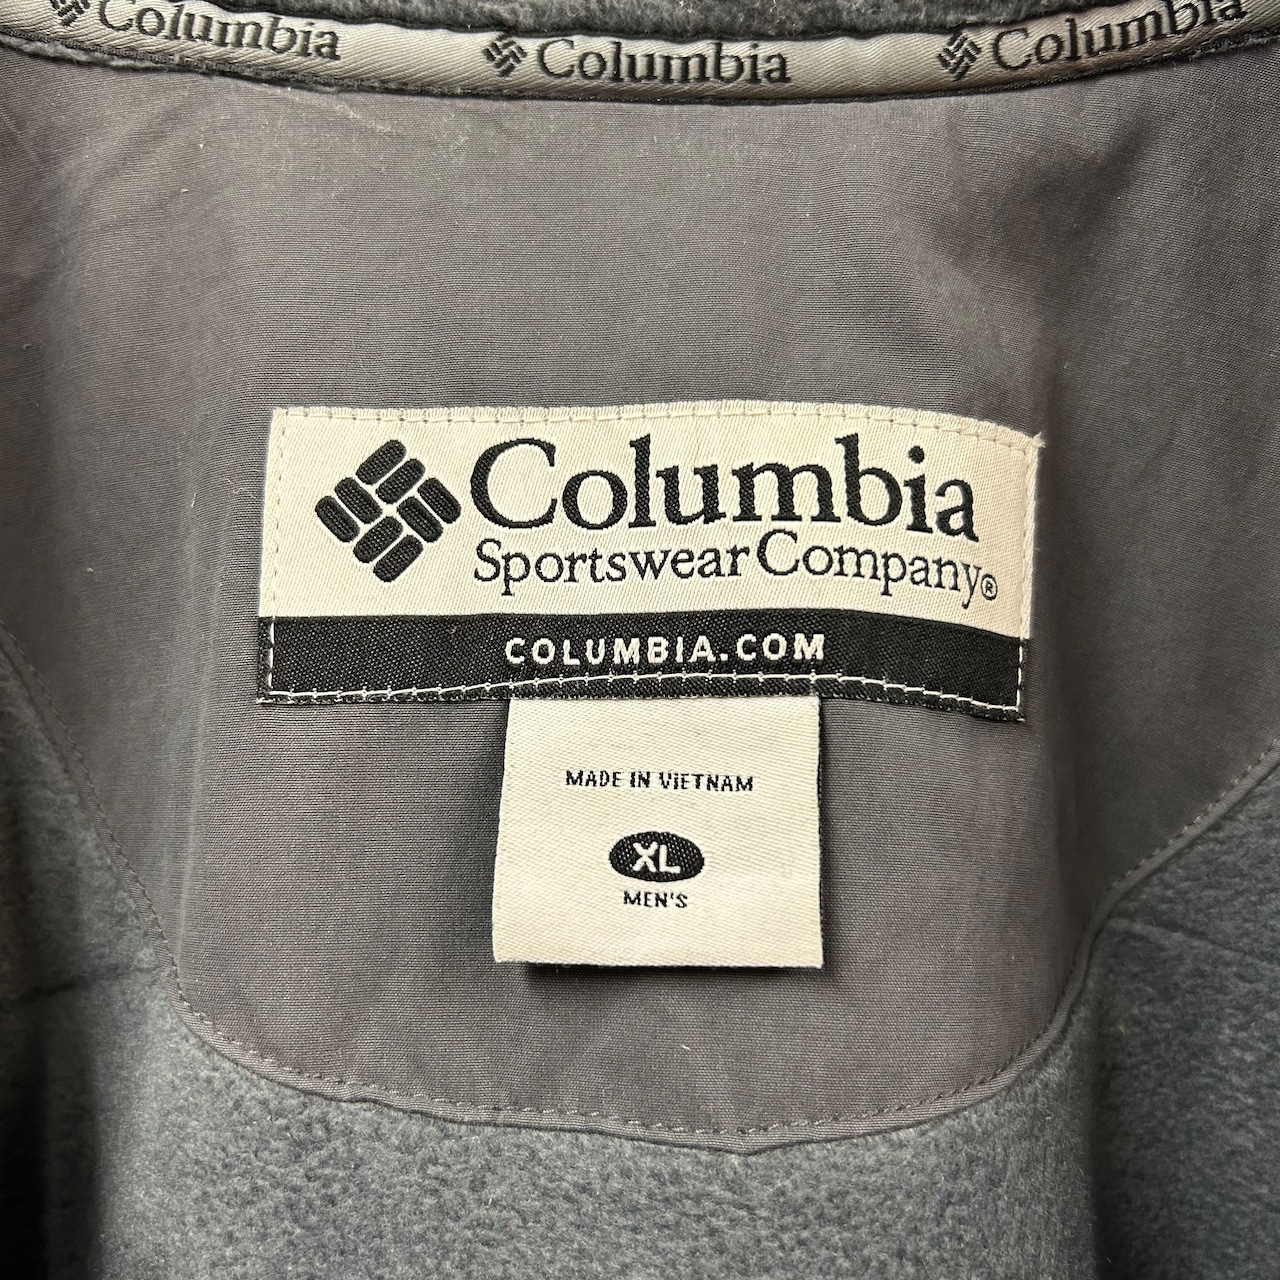 Columbia Columbia Columbia
Columbia
Sportswear Company®
COLUMBIA.COM
MADE IN VIETNAM
XL
MEN'S